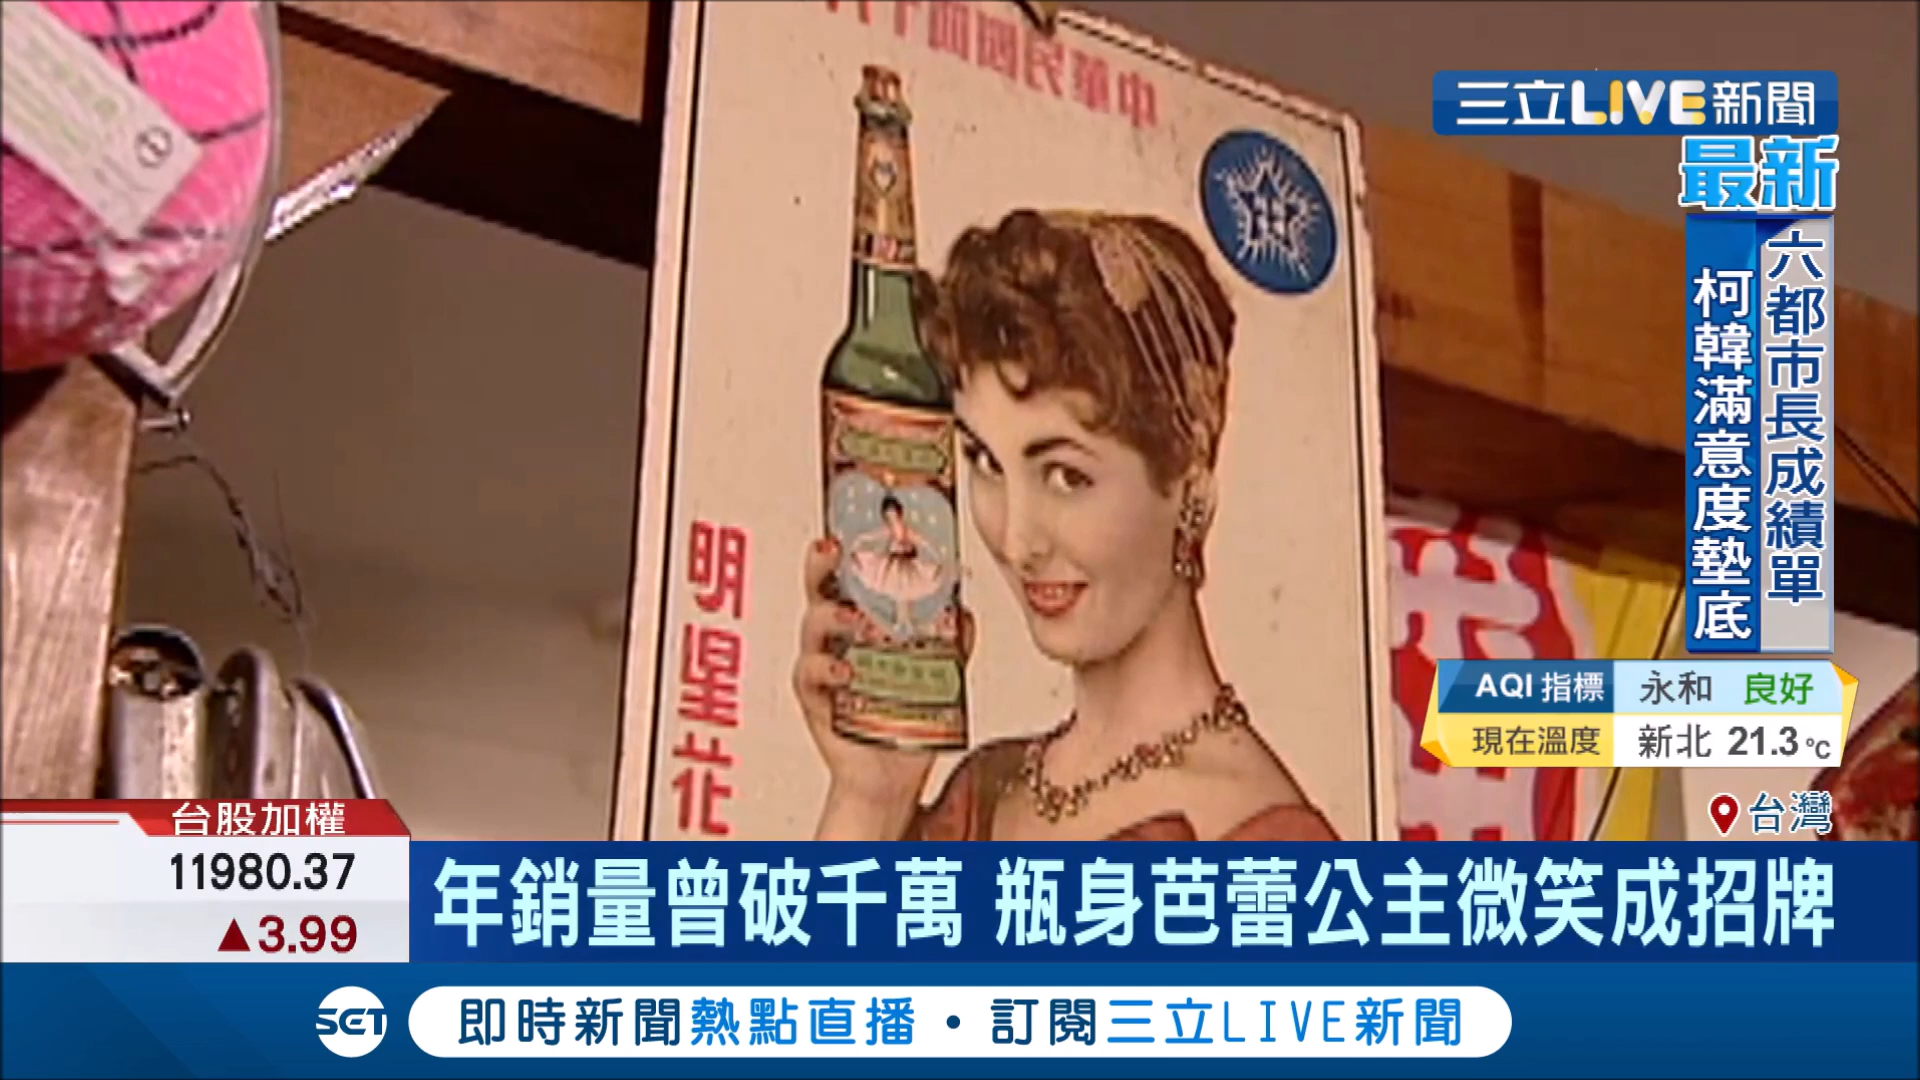 中華民國四十
明星花
三立LIVE新聞
最新
六都市長成績單
柯韓滿意度墊底
AQI 指標 永和 良好
現在溫度 新北 21.3 °C
台灣
台股加權
11980.37
▲3.99
年銷量曾破千萬 瓶身芭蕾公主微笑成招牌
SET 即時新聞熱點直播・訂閱三立LIVE新聞